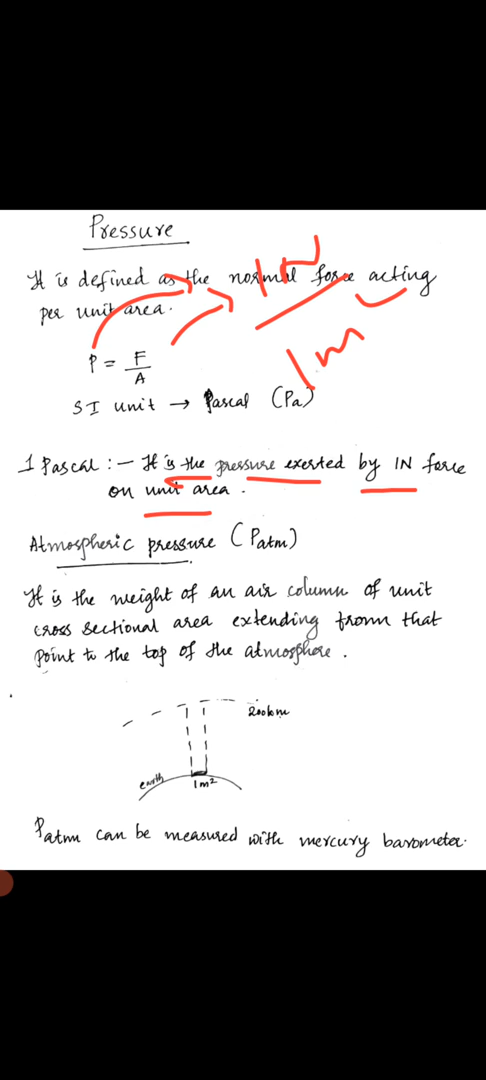 Pressure
It is defined as the normal force acting
per unit area.
1N
1m
P = F/A
SI unit → Pascal (Pa)
1 Pascal :- It is the pressure exerted by 1N force
on unit area.
Atmospheric pressure (Patm)
It is the weight of an air column of unit
cross sectional area extending from that
point to the top of the atmosphere.
200km
earth
1m²
Patm can be measured with mercury barometer.